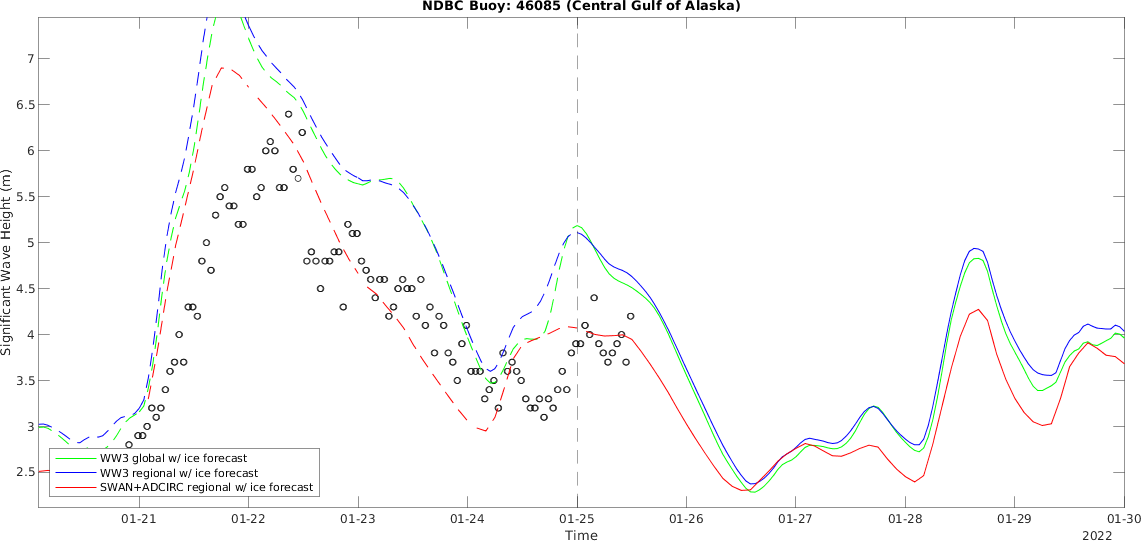 NDBC Buoy: 46085 (Central Gulf of Alaska)
Significant Wave Height (m)
7
6.5
6
5.5
5
4.5
4
3.5
3
2.5
WW3 global w/ ice forecast
WW3 regional w/ ice forecast
SWAN+ADCIRC regional w/ ice forecast
01-21 01-22 01-23 01-24 01-25 01-26 01-27 01-28 01-29 01-30
Time
2022